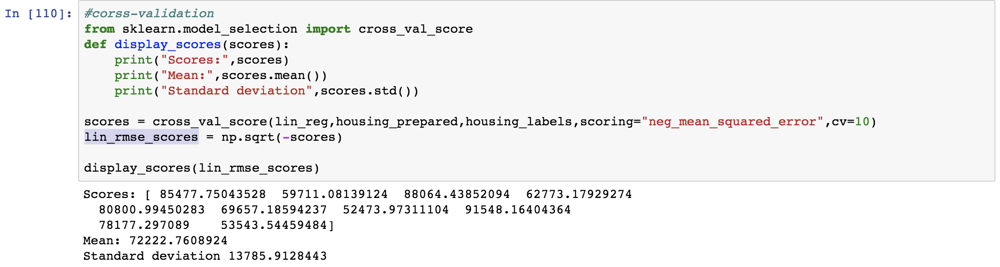 In [110]: #corss-validation
from sklearn.model_selection import cross_val_score
def display_scores(scores):
    print("Scores:",scores)
    print("Mean:",scores.mean())
    print("Standard deviation",scores.std())

scores = cross_val_score(lin_reg,housing_prepared,housing_labels,scoring="neg_mean_squared_error",cv=10)
lin_rmse_scores = np.sqrt(-scores)

display_scores(lin_rmse_scores)
Scores: [ 85477.75043528  59711.08139124  88064.43852094  62773.17929274
  80800.99450283  69657.18594237  52473.97311104  91548.16404364
  78177.297089    53543.54459484]
Mean: 72222.7608924
Standard deviation 13785.9128443